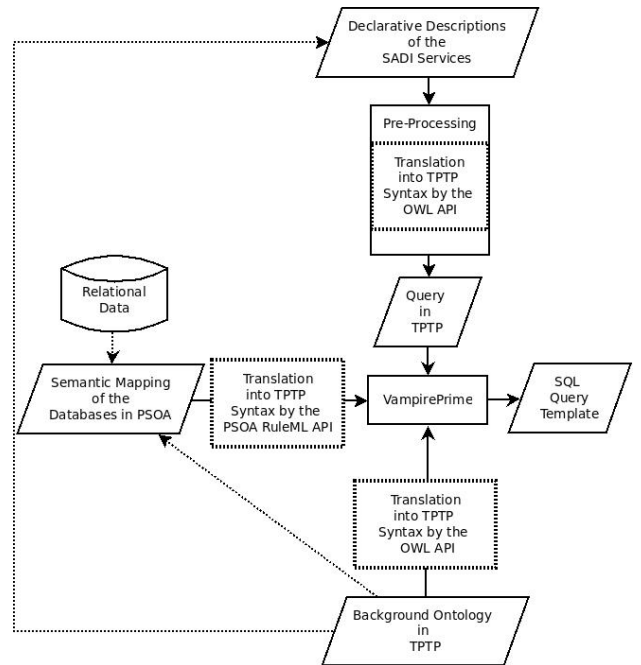 Declarative Descriptions
of the
SADI Services
Pre-Processing
Translation
into TPTP
Syntax by the
OWL API
Query
in
TPTP
Relational
Data
Semantic Mapping
of the
Databases in PSOA
Translation
into TPTP
Syntax by the
PSOA RuleML API
VampirePrime
SQL
Query
Template
Translation
into TPTP
Syntax by the
OWL API
Background Ontology
in
TPTP